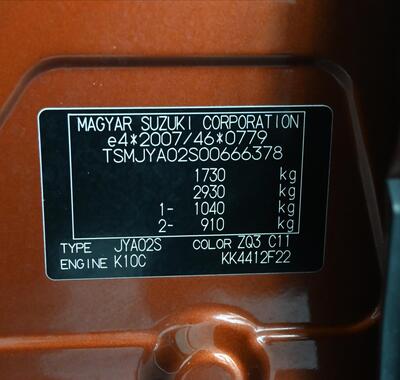 MAGYAR SUZUKI CORPORATION
e4*2007/46*0779
TSMJYA02S00666378
1730 kg
2930 kg
1- 1040 kg
2- 910 kg
TYPE JYA02S COLOR ZQ3 C11
ENGINE K10C KK4412F22